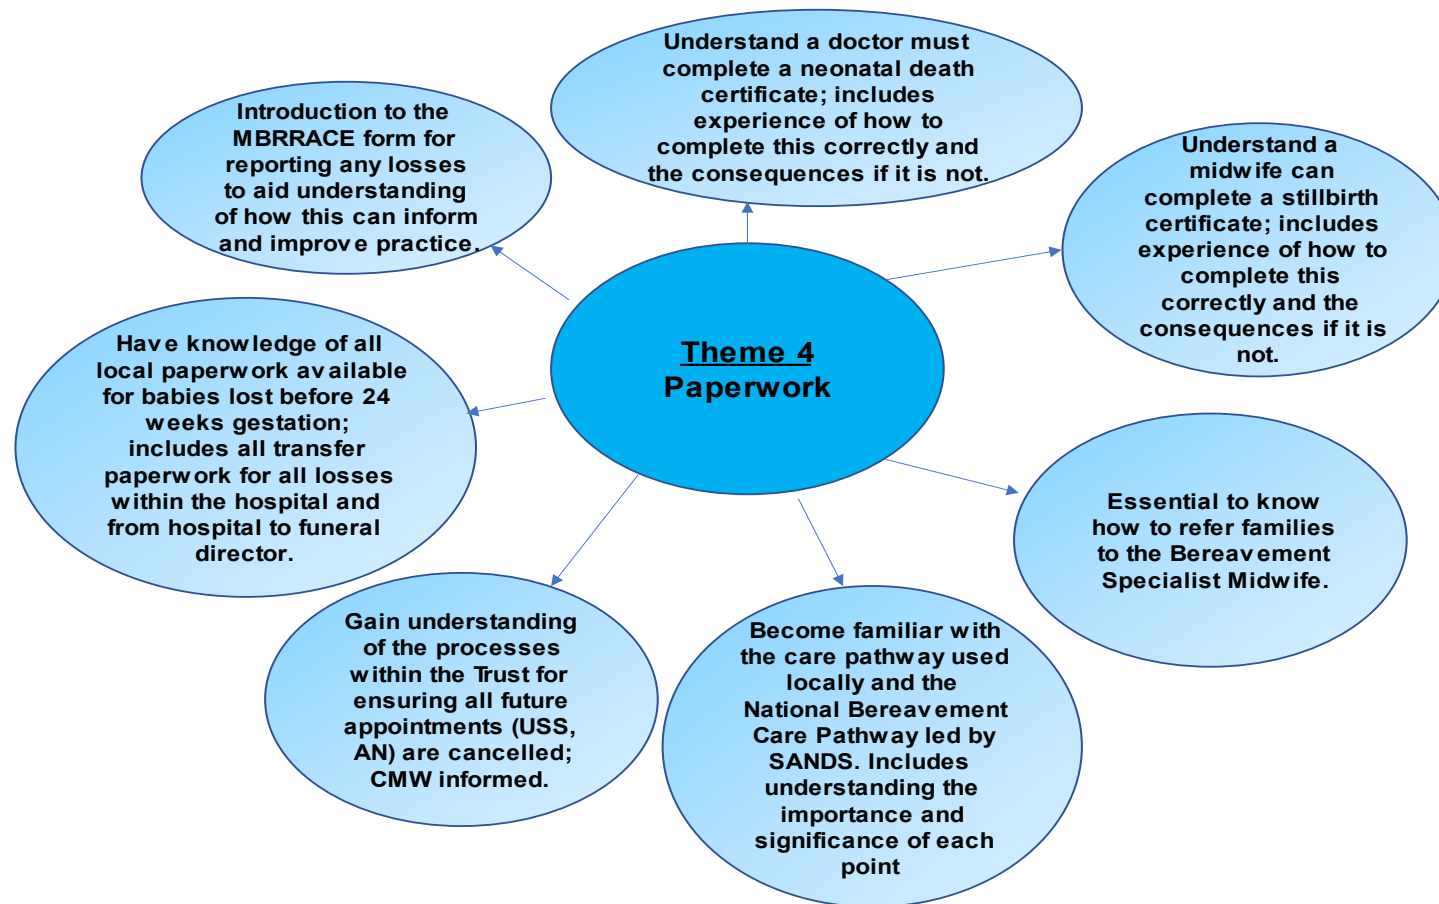 Understand a doctor must
complete a neonatal death
certificate; includes
experience of how to
complete this correctly and
the consequences if it is not.
Introduction to the
MBRRACE form for
reporting any losses
to aid understanding
of how this can inform
and improve practice.
Understand a
midwife can
complete a stillbirth
certificate; includes
experience of how to
complete this
correctly and the
consequences if it is
not.
Theme 4
Paperwork
Have knowledge of all
local paperwork available
for babies lost before 24
weeks gestation;
includes all transfer
paperwork for all losses
within the hospital and
from hospital to funeral
director.
Essential to know
how to refer families
to the Bereavement
Specialist Midwife.
Gain understanding
of the processes
within the Trust for
ensuring all future
appointments (USS,
AN) are cancelled;
CMW informed.
Become familiar with
the care pathway used
locally and the
National Bereavement
Care Pathway led by
SANDS. Includes
understanding the
importance and
significance of each
point